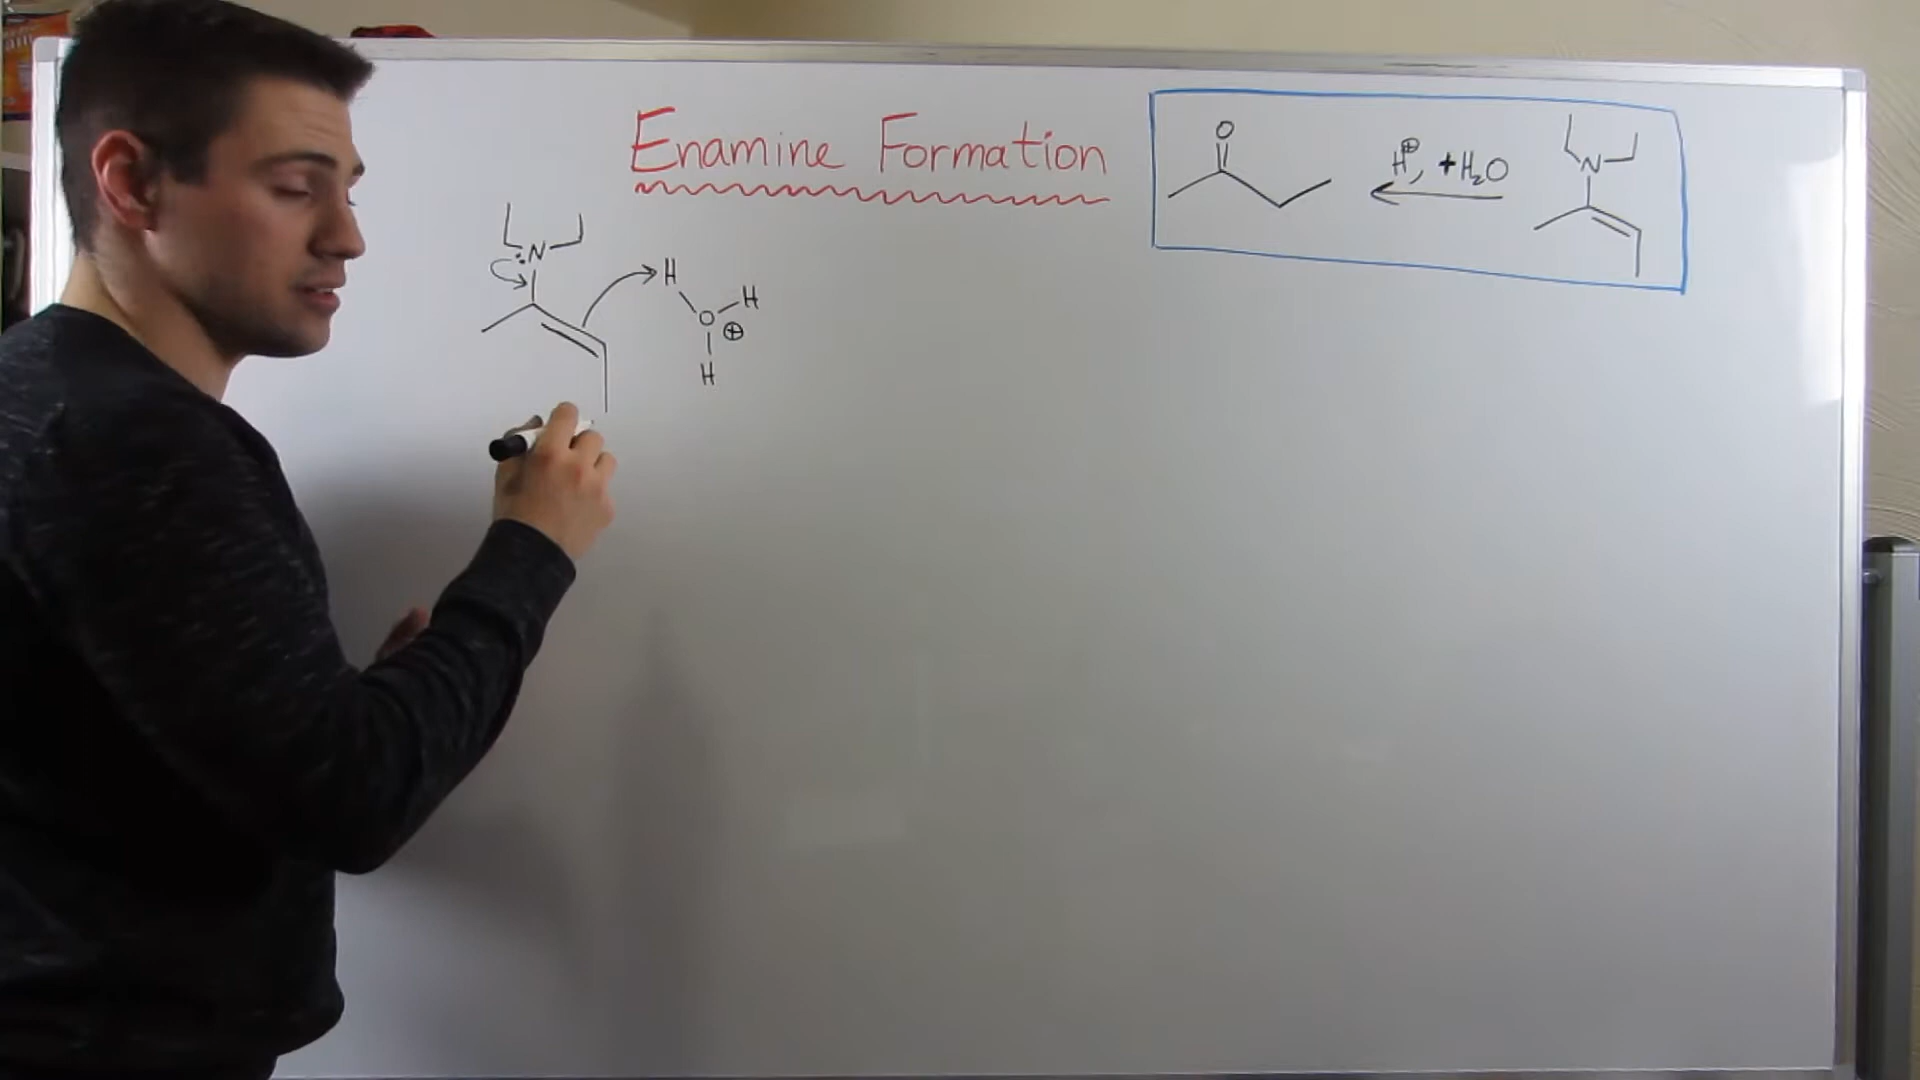 Enamine Formation
O
H⊕, +H₂O
N
:N
H
H
O
⊕
H